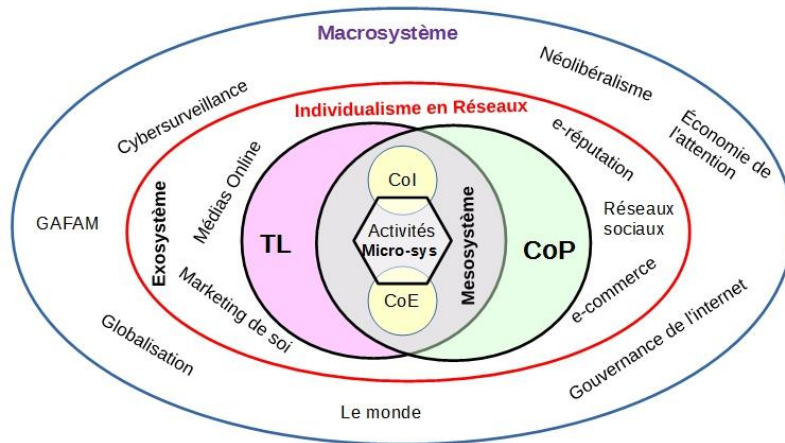 Macrosystème
Néolibéralisme
Cybersurveillance
Individualisme en Réseaux
Économie de
l'attention
e-réputation
Médias Online
CoI
Exosystème
GAFAM
Réseaux
sociaux
Activités
Micro-sys
TL
Mesosystème
CoP
CoE
Marketing de soi
e-commerce
Globalisation
Gouvernance de l'internet
Le monde